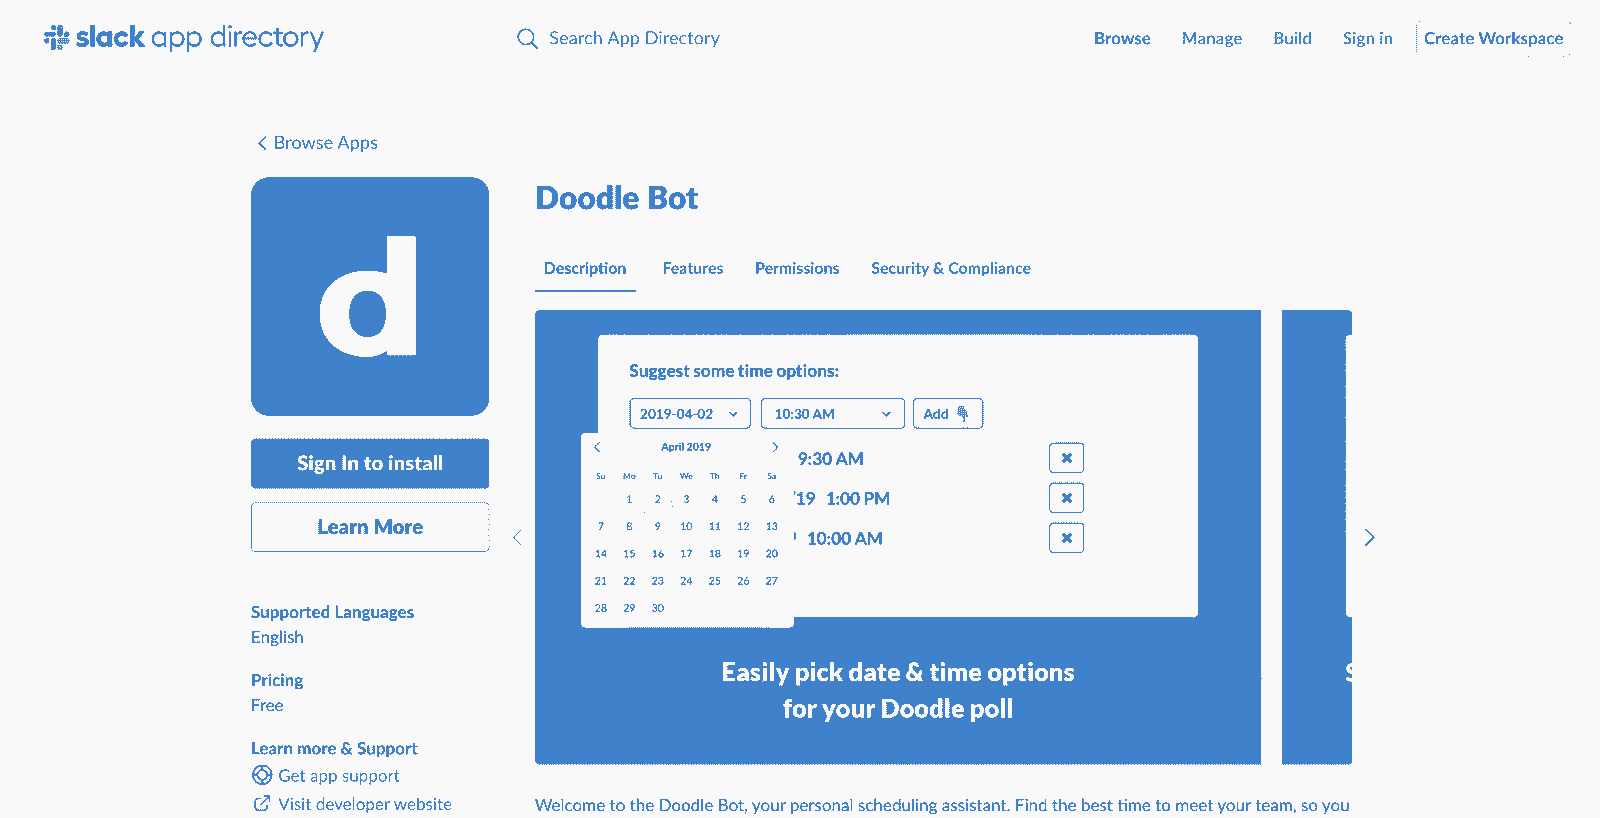 slack app directory
Search App Directory
Browse
Manage
Build
Sign in
Create Workspace
Browse Apps
d
Sign In to install
Learn More
Supported Languages
English
Pricing
Free
Learn more & Support
Get app support
Visit developer website
Doodle Bot
Description
Features
Permissions
Security & Compliance
Suggest some time options:
2019-04-02
10:30 AM
Add
April 2019
Su Mo Tu We Th Fr Sa
1 2 3 4 5 6
7 8 9 10 11 12 13
14 15 16 17 18 19 20
21 22 23 24 25 26 27
28 29 30
9:30 AM
'19 1:00 PM
10:00 AM
Easily pick date & time options
for your Doodle poll
Welcome to the Doodle Bot, your personal scheduling assistant. Find the best time to meet your team, so you